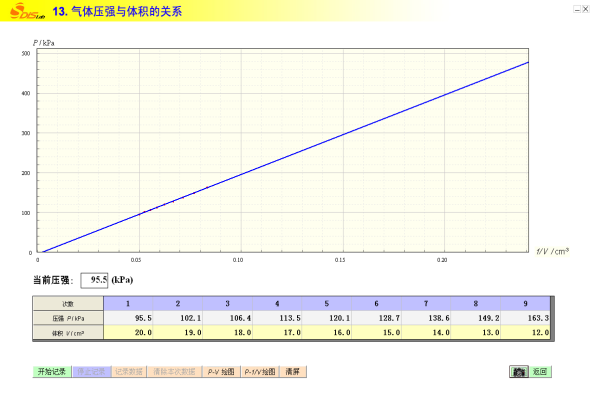 SDISLab 13. 气体压强与体积的关系
P / kPa
500
400
300
200
100
0
0 0.05 0.10 0.15 0.20
1/V / cm⁻³
当前压强： 95.5 (kPa)
次数 1 2 3 4 5 6 7 8 9
压强 P/kPa 95.5 102.1 106.4 113.5 120.1 128.7 138.6 149.2 163.3
体积 V/cm³ 20.0 19.0 18.0 17.0 16.0 15.0 14.0 13.0 12.0
开始记录 停止记录 记录数据 清除本次数据 P-V 绘图 P-1/V 绘图 清屏 返回